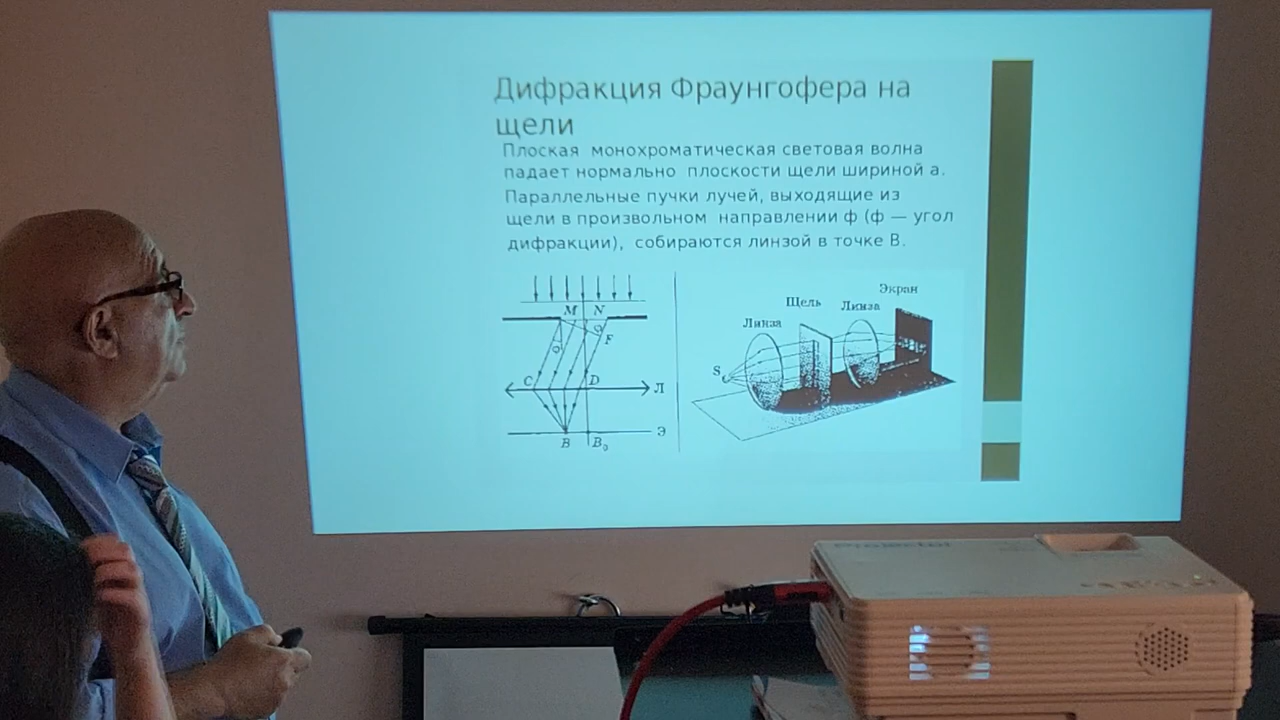 Дифракция Фраунгофера на
щели
Плоская монохроматическая световая волна
падает нормально плоскости щели шириной а.
Параллельные пучки лучей, выходящие из
щели в произвольном направлении ф (ф — угол
дифракции), собираются линзой в точке В.
M N
φ
φ F
C D Л
B B₀ Э
Экран
Щель Линза
Линза
S